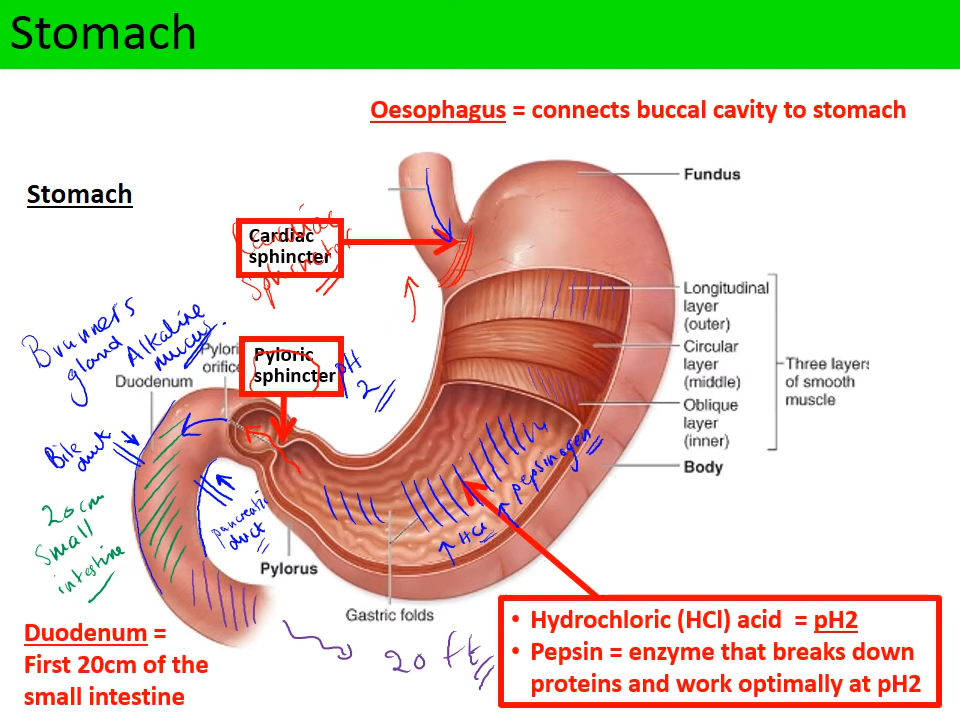 Stomach
Oesophagus = connects buccal cavity to stomach
Stomach
Fundus
Cardiac
sphincter
Cardiac
sphincter
Longitudinal
layer
(outer)
Circular
layer
(middle)
Oblique
layer
(inner)
Three layers
of smooth
muscle
Body
Brunner's
gland
Alkaline
mucus.
Pylori
orific
Pyloric
sphincter
pH
2
Duodenum
Bile
duct
20cm
Small
intestine
pancreatic
duct
pepsinogen
HCl
Pylorus
Gastric folds
20 ft
Duodenum =
First 20cm of the
small intestine
• Hydrochloric (HCl) acid = pH2
• Pepsin = enzyme that breaks down
proteins and work optimally at pH2